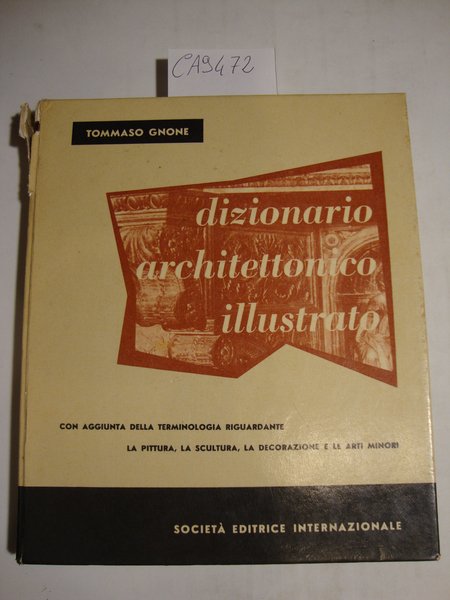 CA9472
TOMMASO GNONE
dizionario
architettonico
illustrato
CON AGGIUNTA DELLA TERMINOLOGIA RIGUARDANTE
LA PITTURA, LA SCULTURA, LA DECORAZIONE E LE ARTI MINORI
SOCIETÀ EDITRICE INTERNAZIONALE